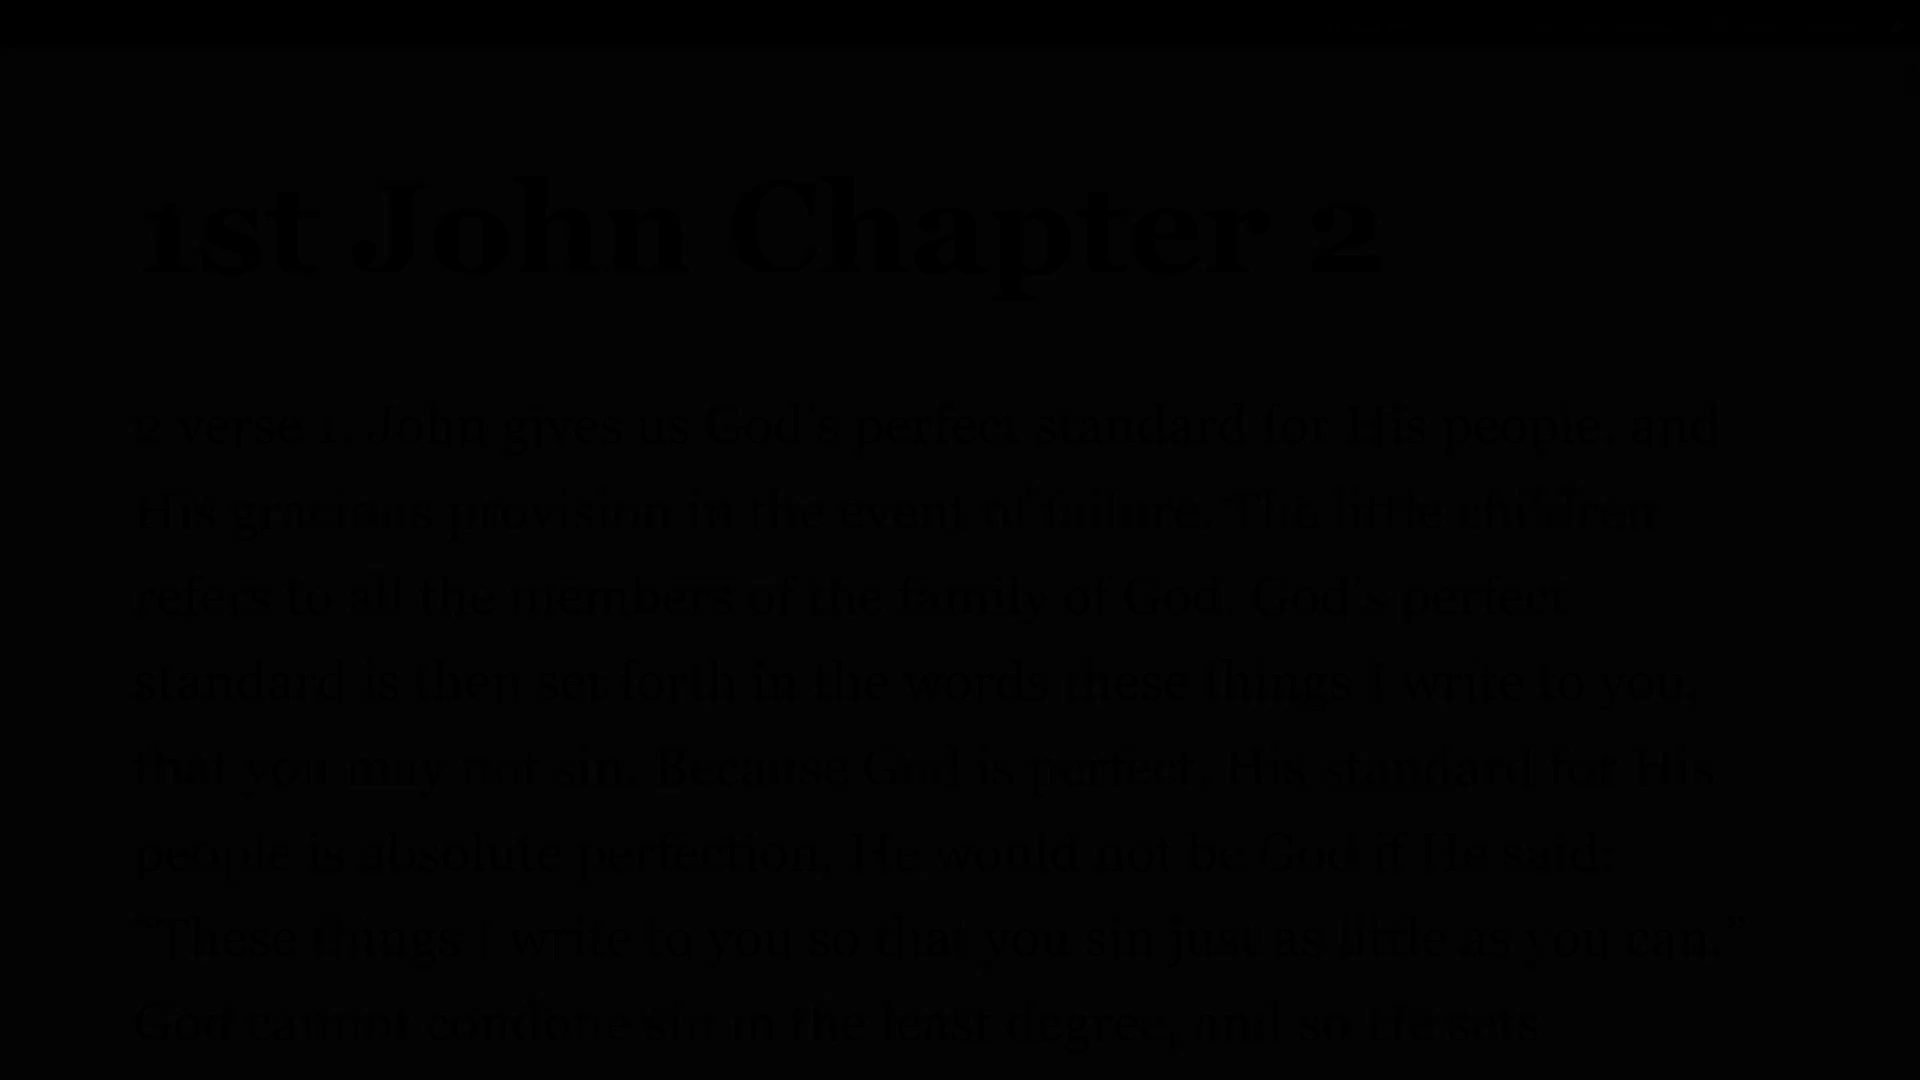 1st John Chapter 2
2 verse 1. John gives us God's perfect standard for His people, and
His gracious provision in the event of failure. The little children
refers to all the members of the family of God. God's perfect
standard is then set forth in the words these things I write to you,
that you may not sin. Because God is perfect, His standard for His
people is absolute perfection. He would not be God if He said:
“These things I write to you so that you sin just as little as you can.”
God cannot condone sin in the least degree, and so He sets